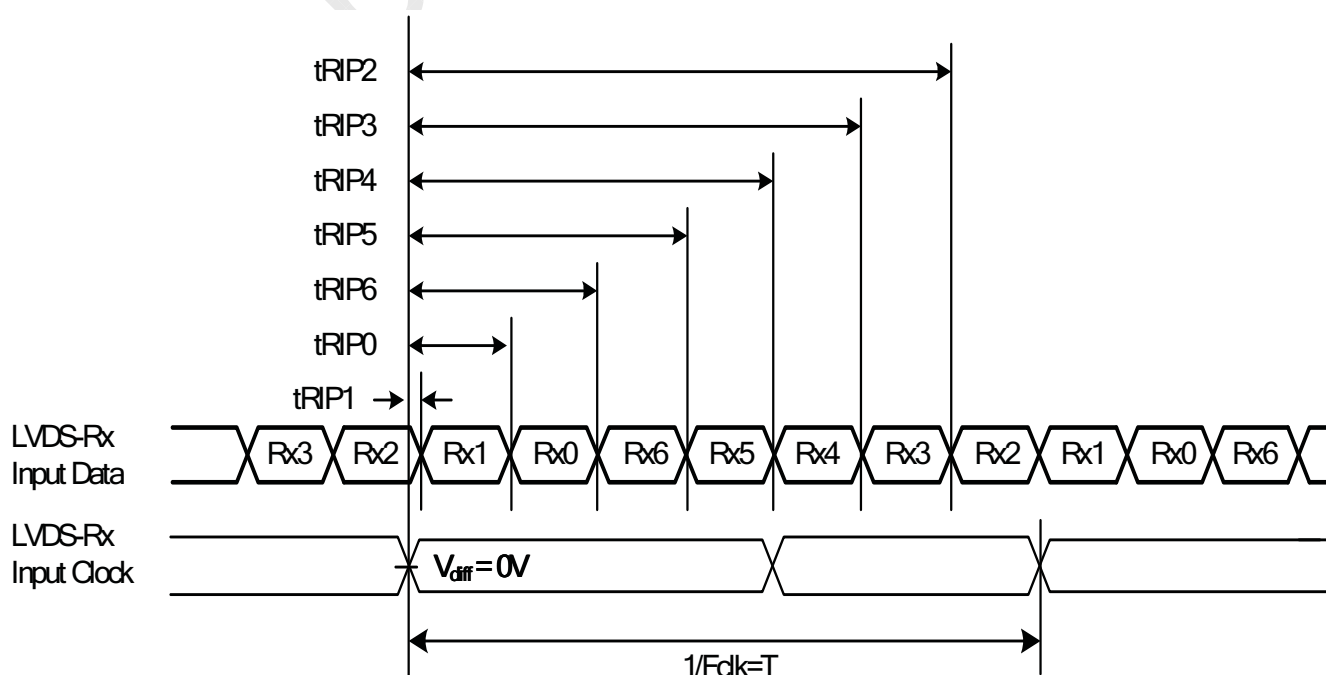 tRIP2
tRIP3
tRIP4
tRIP5
tRIP6
tRIP0
tRIP1
LVDS-Rx
Input Data
Rx3 Rx2 Rx1 Rx0 Rx6 Rx5 Rx4 Rx3 Rx2 Rx1 Rx0 Rx6
LVDS-Rx
Input Clock
Vdiff = 0V
1/Fclk=T